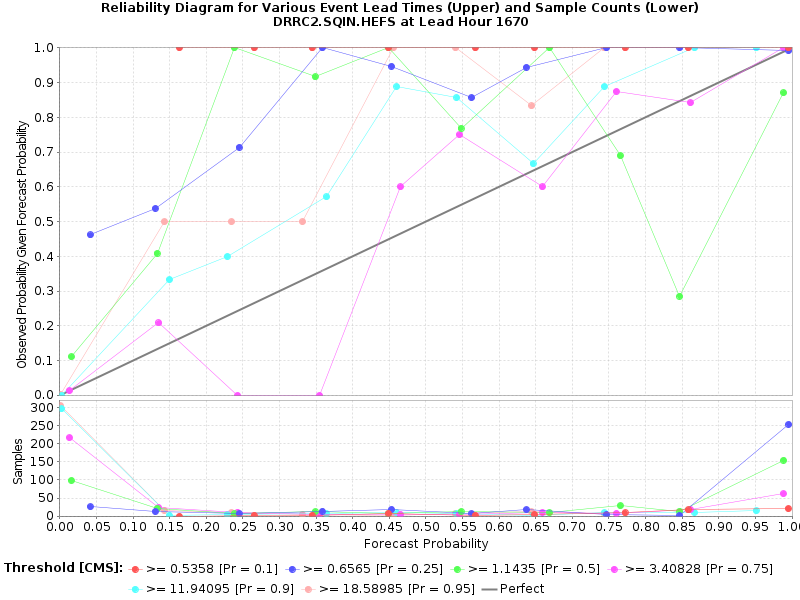 Reliability Diagram for Various Event Lead Times (Upper) and Sample Counts (Lower)
DRRC2.SQIN.HEFS at Lead Hour 1670
Observed Probability Given Forecast Probability
1.0
0.9
0.8
0.7
0.6
0.5
0.4
0.3
0.2
0.1
0.0
Samples
300
250
200
150
100
50
0
0.00 0.05 0.10 0.15 0.20 0.25 0.30 0.35 0.40 0.45 0.50 0.55 0.60 0.65 0.70 0.75 0.80 0.85 0.90 0.95 1.00
Forecast Probability
Threshold [CMS]: >= 0.5358 [Pr = 0.1] >= 0.6565 [Pr = 0.25] >= 1.1435 [Pr = 0.5] >= 3.40828 [Pr = 0.75]
>= 11.94095 [Pr = 0.9] >= 18.58985 [Pr = 0.95] Perfect